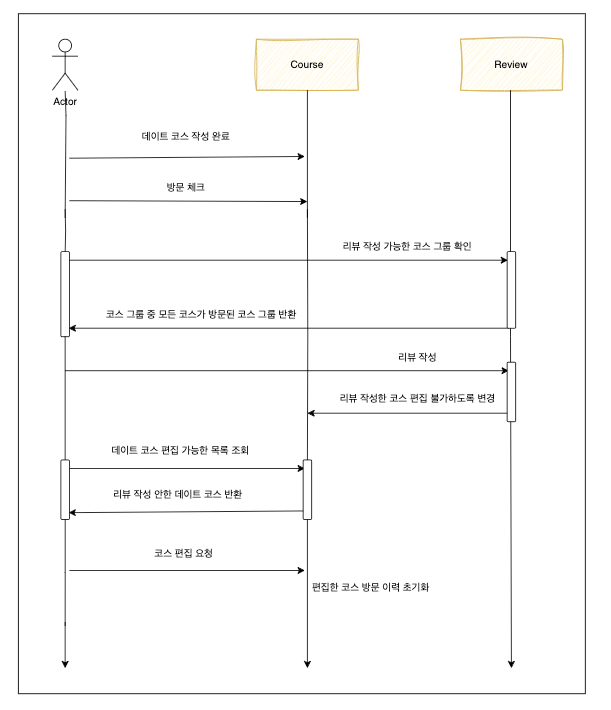 Course
Review
Actor
데이트 코스 작성 완료
방문 체크
리뷰 작성 가능한 코스 그룹 확인
코스 그룹 중 모든 코스가 방문된 코스 그룹 반환
리뷰 작성
리뷰 작성한 코스 편집 불가하도록 변경
데이트 코스 편집 가능한 목록 조회
리뷰 작성 안한 데이트 코스 반환
코스 편집 요청
편집한 코스 방문 이력 초기화